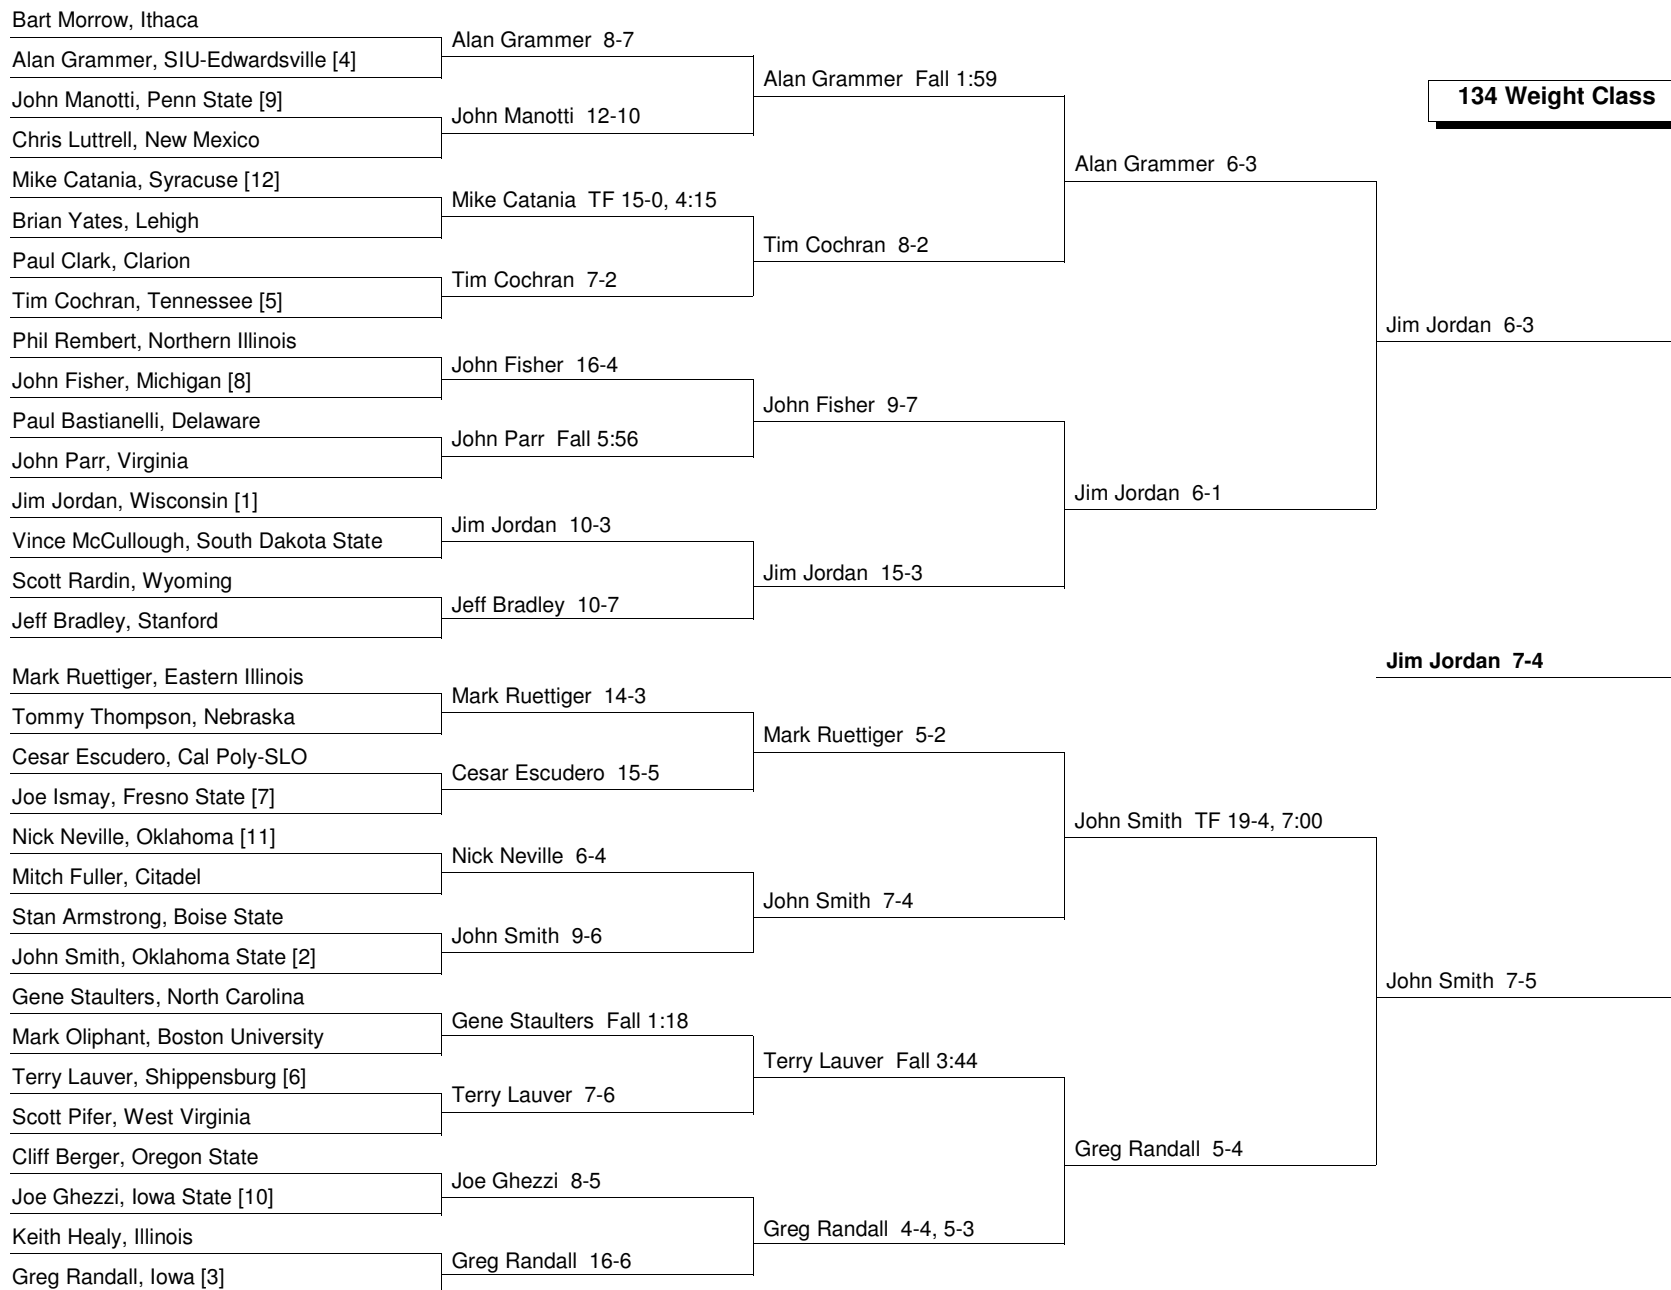 Bart Morrow, Ithaca
Alan Grammer, SIU-Edwardsville [4]
John Manotti, Penn State [9]
Chris Luttrell, New Mexico
Mike Catania, Syracuse [12]
Brian Yates, Lehigh
Paul Clark, Clarion
Tim Cochran, Tennessee [5]
Phil Rembert, Northern Illinois
John Fisher, Michigan [8]
Paul Bastianelli, Delaware
John Parr, Virginia
Jim Jordan, Wisconsin [1]
Vince McCullough, South Dakota State
Scott Rardin, Wyoming
Jeff Bradley, Stanford
Mark Ruettiger, Eastern Illinois
Tommy Thompson, Nebraska
Cesar Escudero, Cal Poly-SLO
Joe Ismay, Fresno State [7]
Nick Neville, Oklahoma [11]
Mitch Fuller, Citadel
Stan Armstrong, Boise State
John Smith, Oklahoma State [2]
Gene Staulters, North Carolina
Mark Oliphant, Boston University
Terry Lauver, Shippensburg [6]
Scott Pifer, West Virginia
Cliff Berger, Oregon State
Joe Ghezzi, Iowa State [10]
Keith Healy, Illinois
Greg Randall, Iowa [3]
Alan Grammer 8-7
John Manotti 12-10
Mike Catania TF 15-0, 4:15
Tim Cochran 7-2
John Fisher 16-4
John Parr Fall 5:56
Jim Jordan 10-3
Jeff Bradley 10-7
Mark Ruettiger 14-3
Cesar Escudero 15-5
Nick Neville 6-4
John Smith 9-6
Gene Staulters Fall 1:18
Terry Lauver 7-6
Joe Ghezzi 8-5
Greg Randall 16-6
Alan Grammer Fall 1:59
Tim Cochran 8-2
John Fisher 9-7
Jim Jordan 15-3
Mark Ruettiger 5-2
John Smith 7-4
Terry Lauver Fall 3:44
Greg Randall 4-4, 5-3
Alan Grammer 6-3
Jim Jordan 6-1
John Smith TF 19-4, 7:00
Greg Randall 5-4
134 Weight Class
Jim Jordan 6-3
Jim Jordan 7-4
John Smith 7-5